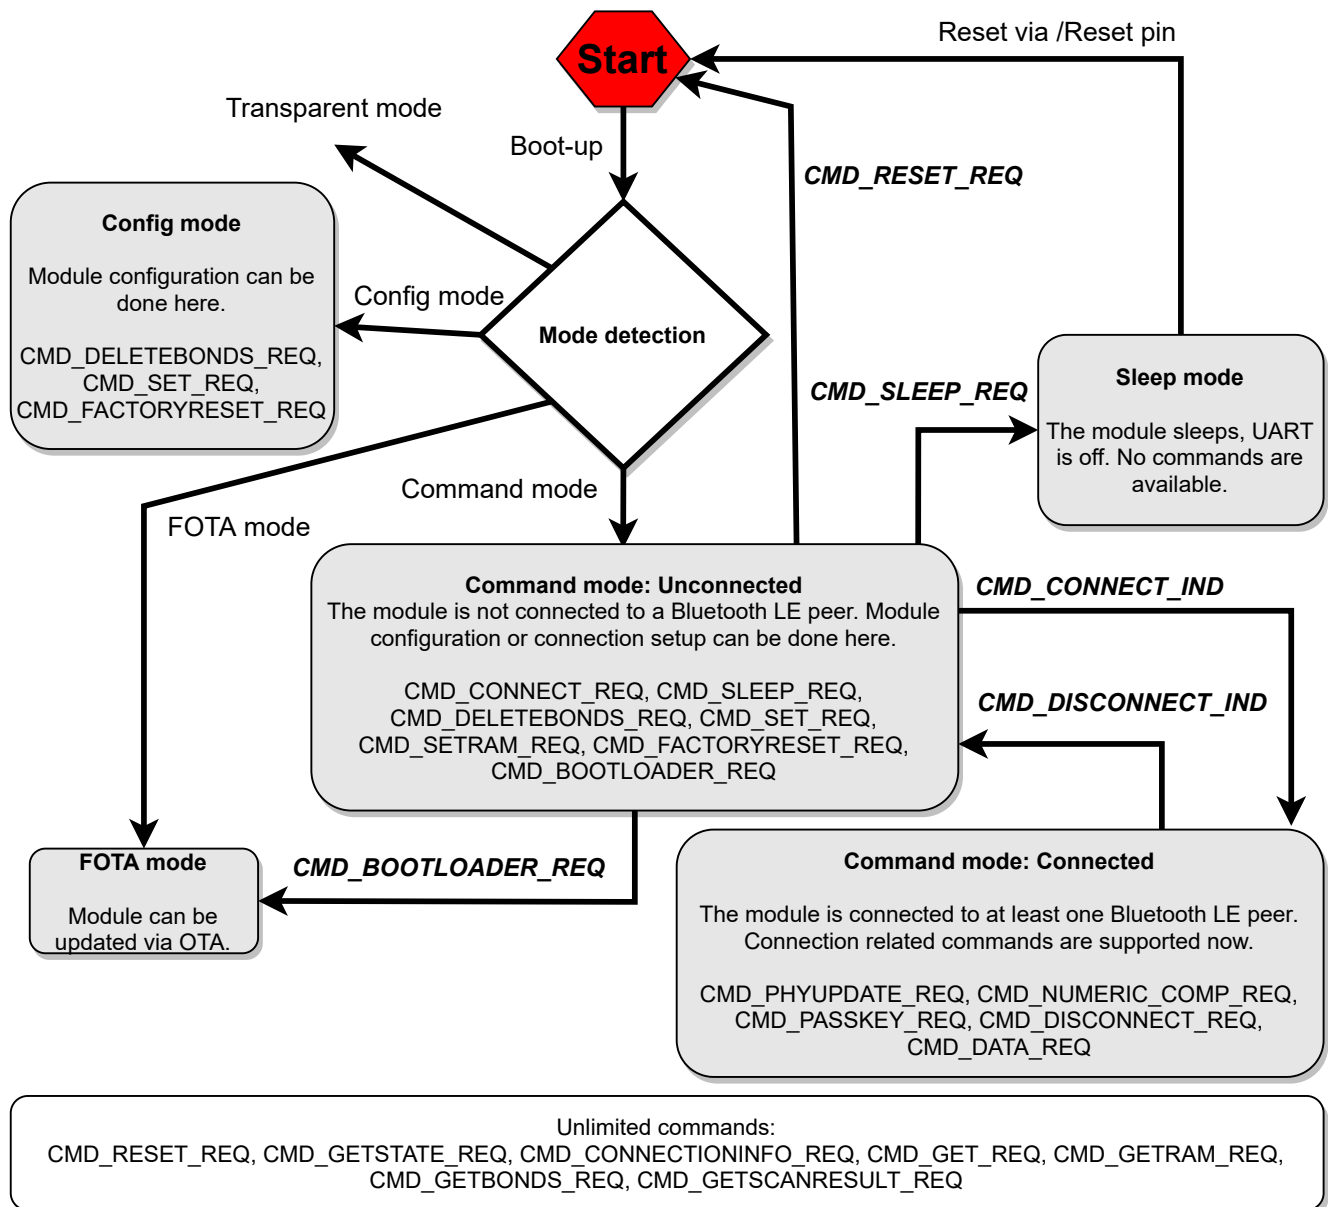 Start
Reset via /Reset pin
Transparent mode
Boot-up
CMD_RESET_REQ
Config mode
Module configuration can be
done here.
CMD_DELETEBONDS_REQ,
CMD_SET_REQ,
CMD_FACTORYRESET_REQ
Config mode
Mode detection
CMD_SLEEP_REQ
Sleep mode
The module sleeps, UART
is off. No commands are
available.
Command mode
FOTA mode
Command mode: Unconnected
The module is not connected to a Bluetooth LE peer. Module
configuration or connection setup can be done here.
CMD_CONNECT_REQ, CMD_SLEEP_REQ,
CMD_DELETEBONDS_REQ, CMD_SET_REQ,
CMD_SETRAM_REQ, CMD_FACTORYRESET_REQ,
CMD_BOOTLOADER_REQ
CMD_CONNECT_IND
CMD_DISCONNECT_IND
FOTA mode
Module can be
updated via OTA.
CMD_BOOTLOADER_REQ
Command mode: Connected
The module is connected to at least one Bluetooth LE peer.
Connection related commands are supported now.
CMD_PHYUPDATE_REQ, CMD_NUMERIC_COMP_REQ,
CMD_PASSKEY_REQ, CMD_DISCONNECT_REQ,
CMD_DATA_REQ
Unlimited commands:
CMD_RESET_REQ, CMD_GETSTATE_REQ, CMD_CONNECTIONINFO_REQ, CMD_GET_REQ, CMD_GETRAM_REQ,
CMD_GETBONDS_REQ, CMD_GETSCANRESULT_REQ